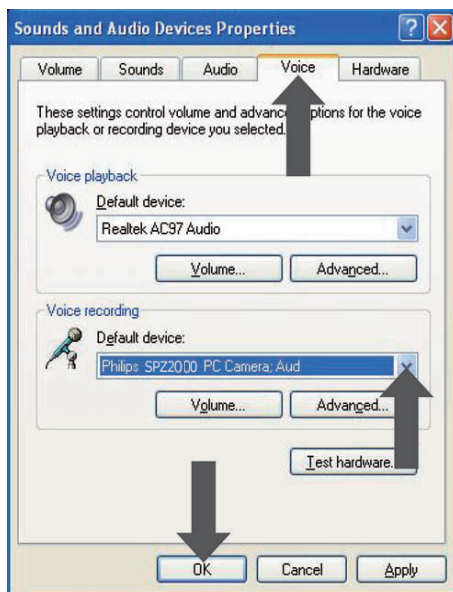 Sounds and Audio Devices Properties
Volume Sounds Audio Voice Hardware
These settings control volume and advanced options for the voice
playback or recording device you selected.
Voice playback
Default device:
Realtek AC97 Audio
Volume... Advanced...
Voice recording
Default device:
Philips SPZ2000 PC Camera; Aud
Volume... Advanced...
Test hardware...
OK Cancel Apply